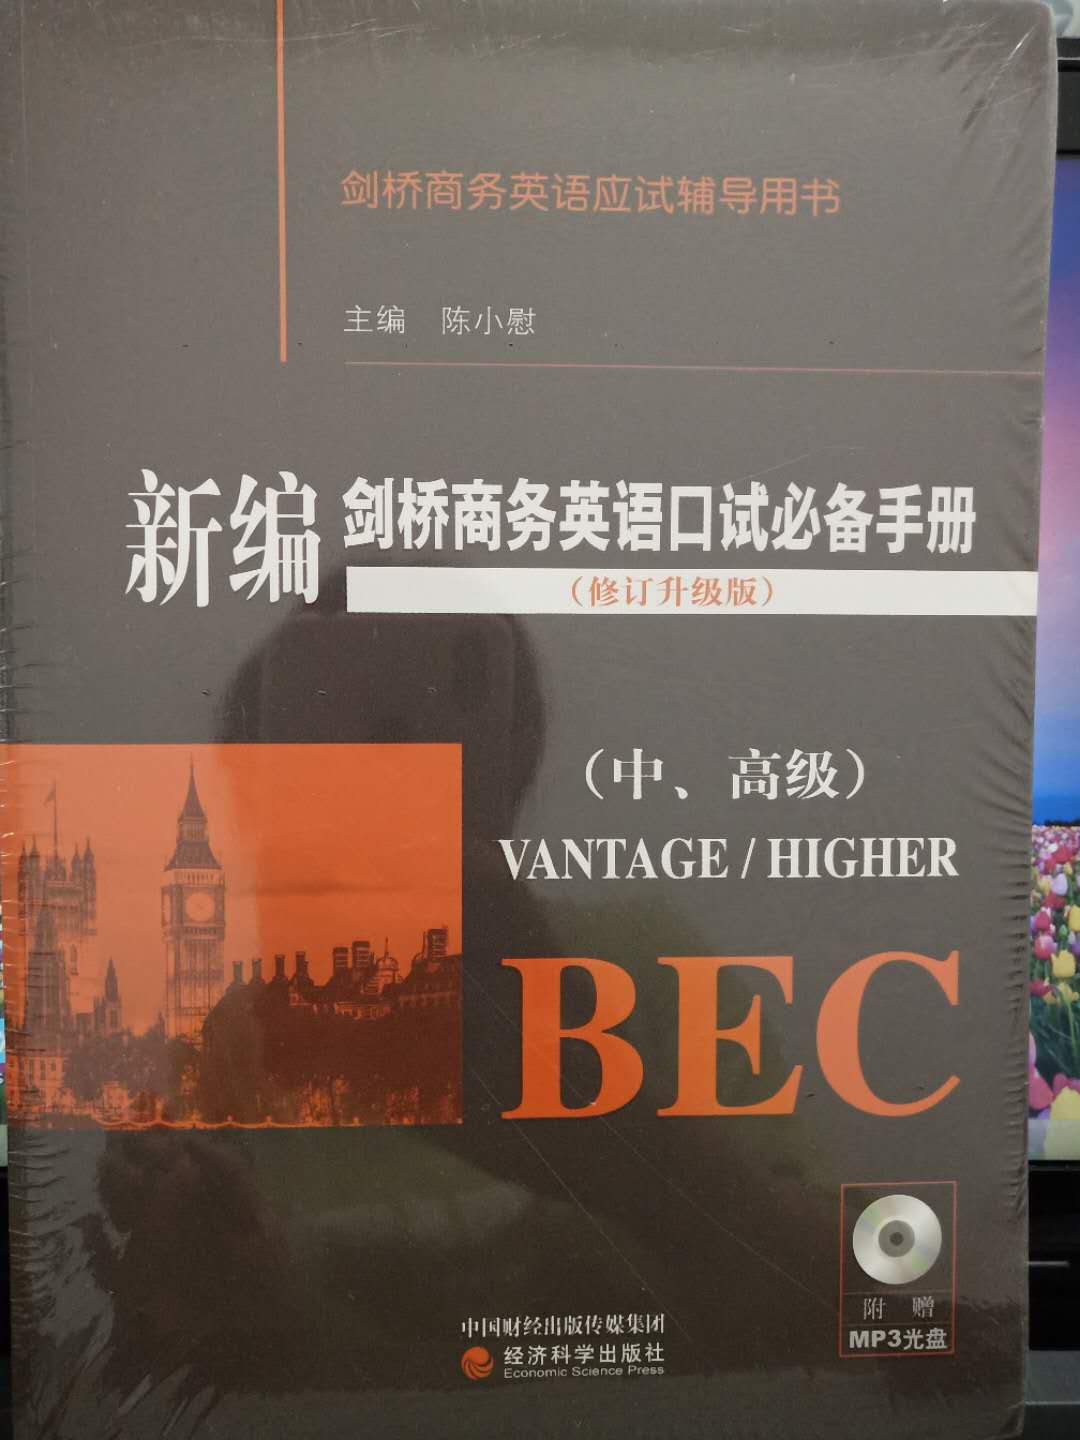 剑桥商务英语应试辅导用书
主编 陈小慰
新编 剑桥商务英语口试必备手册
（修订升级版）
（中、高级）
VANTAGE / HIGHER
BEC
附 赠
MP3光盘
中国财经出版传媒集团
经济科学出版社
Economic Science Press